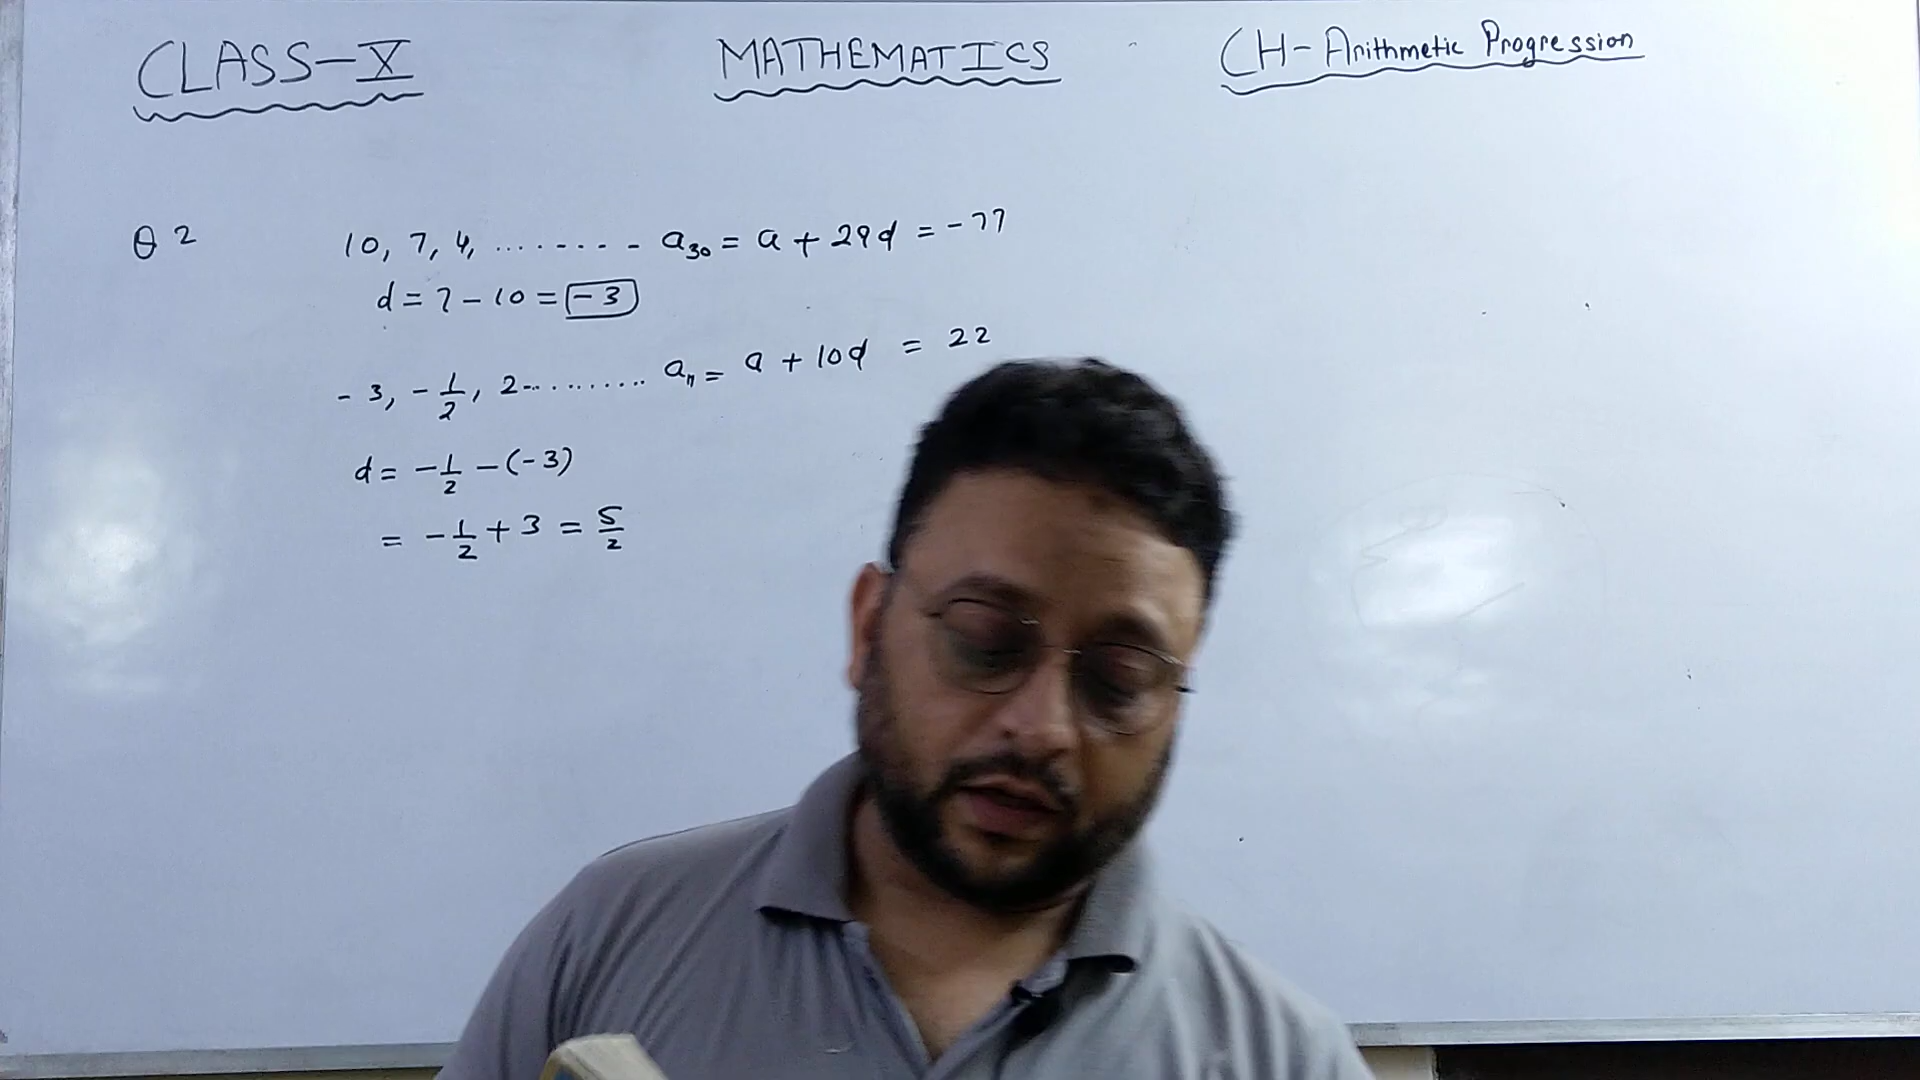 CLASS-X
MATHEMATICS
CH-Arithmetic Progression
Q 2 10, 7, 4, ......... a₃₀ = a + 29d = -77
d = 7 - 10 = -3
-3, -1/2, 2.......... a₁₁ = a + 10d = 22
d = -1/2 - (-3)
= -1/2 + 3 = 5/2